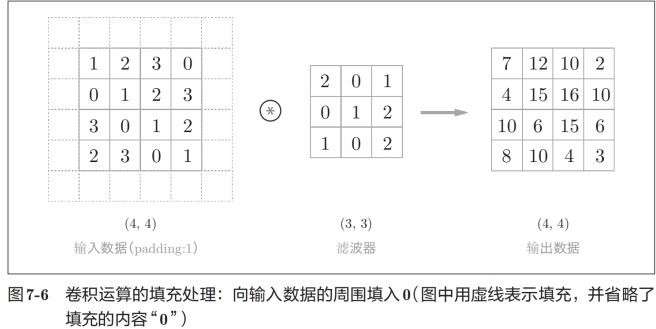 1 2 3 0
0 1 2 3
3 0 1 2
2 3 0 1
⊛
2 0 1
0 1 2
1 0 2
7 12 10 2
4 15 16 10
10 6 15 6
8 10 4 3
(4, 4)
输入数据(padding:1)
(3, 3)
滤波器
(4, 4)
输出数据
图7-6 卷积运算的填充处理：向输入数据的周围填入0(图中用虚线表示填充，并省略了
填充的内容“0”)